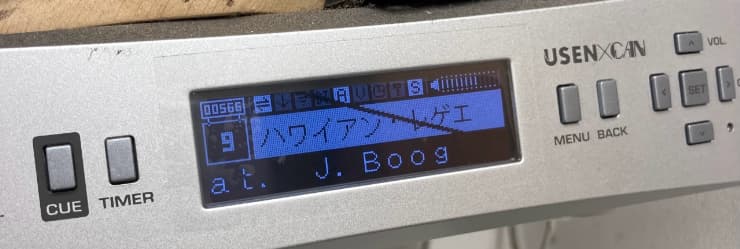 USEN×CAN
VOL.
00566
A
S
9
ハワイアン・レゲエ
at. J. Boog
SET
MENU BACK
CUE
TIMER